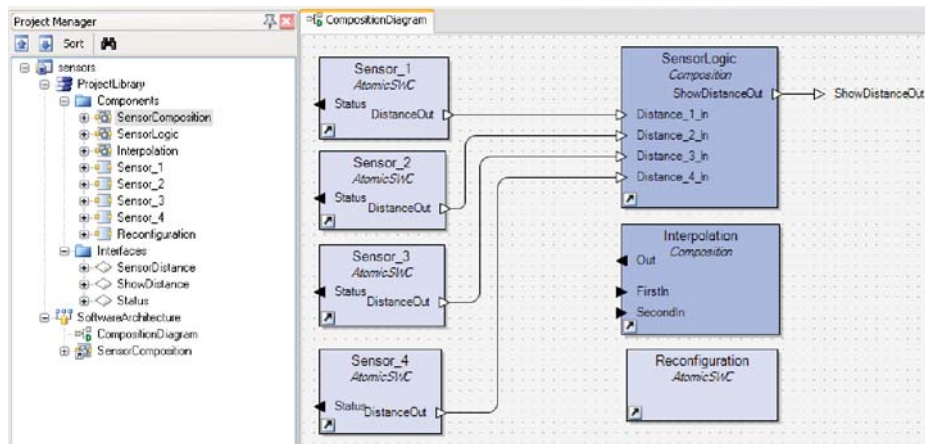 Project Manager
Sort
sensors
ProjectLibrary
Components
SensorComposition
SensorLogic
Interpolation
Sensor_1
Sensor_2
Sensor_3
Sensor_4
Reconfiguration
Interfaces
SensorDistance
ShowDistance
Status
SoftwareArchitecture
CompositionDiagram
SensorComposition
CompositionDiagram
Sensor_1
AtomicSWC
Status
DistanceOut
Sensor_2
AtomicSWC
Status
DistanceOut
Sensor_3
AtomicSWC
Status
DistanceOut
Sensor_4
AtomicSWC
Status
DistanceOut
SensorLogic
Composition
ShowDistanceOut
Distance_1_In
Distance_2_In
Distance_3_In
Distance_4_In
ShowDistanceOut
Interpolation
Composition
Out
FirstIn
SecondIn
Reconfiguration
AtomicSWC